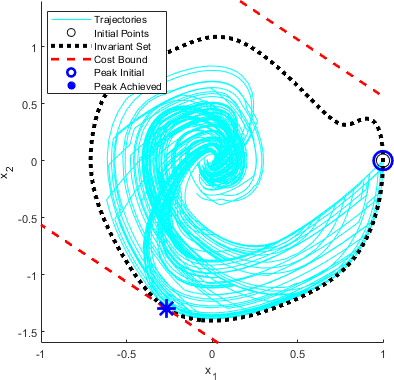 Trajectories
Initial Points
Invariant Set
Cost Bound
Peak Initial
Peak Achieved
1
0.5
0
-0.5
-1
-1.5
x2
-1
-0.5
0
0.5
1
x1